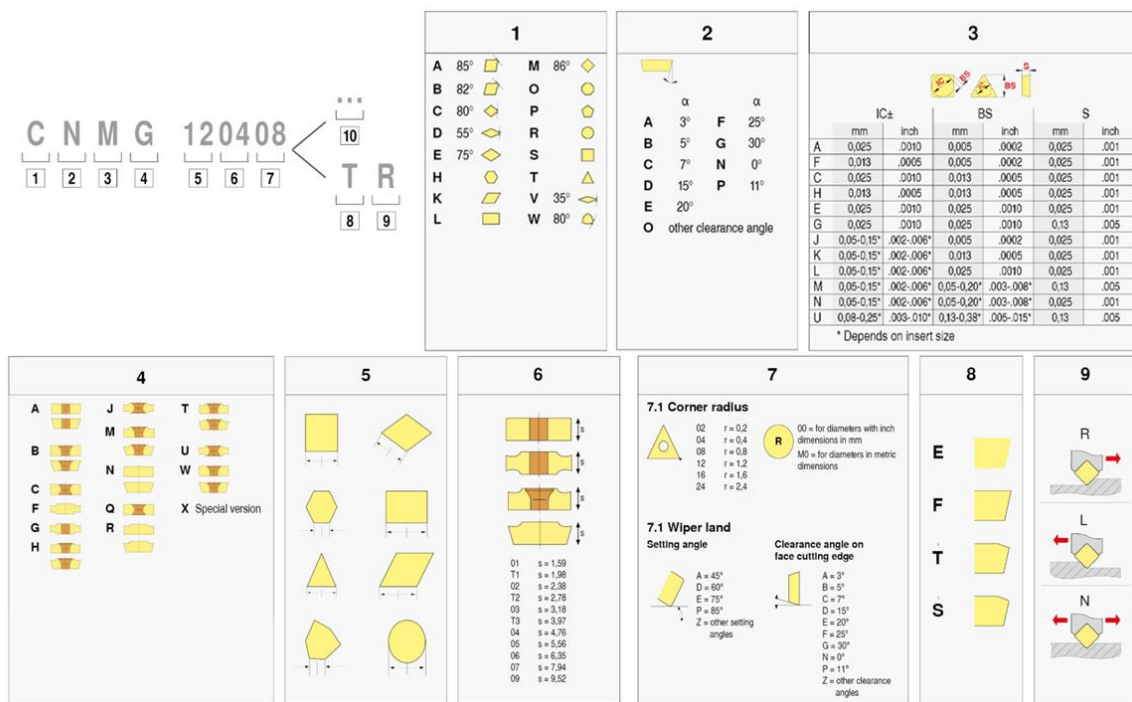 C N M G 120408
1 2 3 4 5 6 7
...
10
T R
8 9
1
A 85° M 86°
B 82° O
C 80° P
D 55° R
E 75° S
H T
K V 35°
L W 80°
2
α α
A 3° F 25°
B 5° G 30°
C 7° N 0°
D 15° P 11°
E 20°
O other clearance angle
3
IC BS IC BS S
IC± BS S
mm inch mm inch mm inch
A 0,025 .0010 0,005 .0002 0,025 .001
F 0,013 .0005 0,005 .0002 0,025 .001
C 0,025 .0010 0,013 .0005 0,025 .001
H 0,013 .0005 0,013 .0005 0,025 .001
E 0,025 .0010 0,025 .0010 0,025 .001
G 0,025 .0010 0,025 .0010 0,13 .005
J 0,05-0,15* .002-.006* 0,005 .0002 0,025 .001
K 0,05-0,15* .002-.006* 0,013 .0005 0,025 .001
L 0,05-0,15* .002-.006* 0,025 .0010 0,025 .001
M 0,05-0,15* .002-.006* 0,05-0,20* .003-.008* 0,13 .005
N 0,05-0,15* .002-.006* 0,05-0,20* .003-.008* 0,025 .001
U 0,08-0,25* .003-.010* 0,13-0,38* .005-.015* 0,13 .005
* Depends on insert size
4
A J T
M
B U
N W
C
F Q X Special version
G R
H
5
6
s
s
s
s
01 s = 1,59
T1 s = 1,98
02 s = 2,38
T2 s = 2,78
03 s = 3,18
T3 s = 3,97
04 s = 4,76
05 s = 5,56
06 s = 6,35
07 s = 7,94
09 s = 9,52
7
7.1 Corner radius
02 r = 0,2
04 r = 0,4
08 r = 0,8
12 r = 1,2
16 r = 1,6
24 r = 2,4
R
00 = for diameters with inch
dimensions in mm
M0 = for diameters in metric
dimensions
7.1 Wiper land
Setting angle
A = 45°
D = 60°
E = 75°
P = 85°
Z = other setting
angles
Clearance angle on
face cutting edge
A = 3°
B = 5°
C = 7°
D = 15°
E = 20°
F = 25°
G = 30°
N = 0°
P = 11°
Z = other clearance
angles
8
E
F
T
S
9
R
L
N